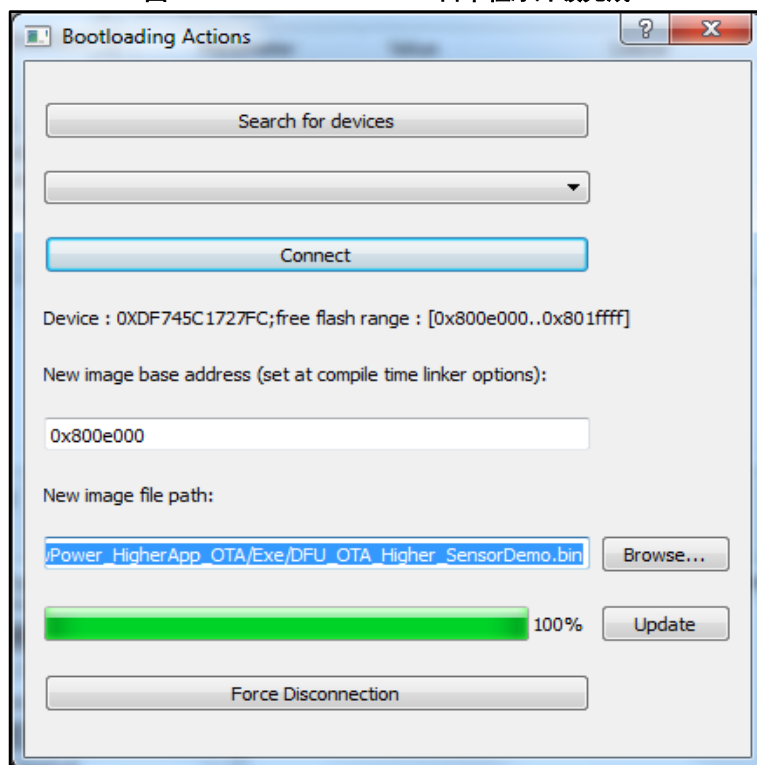 Bootloading Actions
Search for devices
Connect
Device : 0XDF745C1727FC;free flash range : [0x800e000..0x801ffff]
New image base address (set at compile time linker options):
0x800e000
New image file path:
Power_HigherApp_OTA/Exe/DFU_OTA_Higher_SensorDemo.bin
Browse...
100%
Update
Force Disconnection